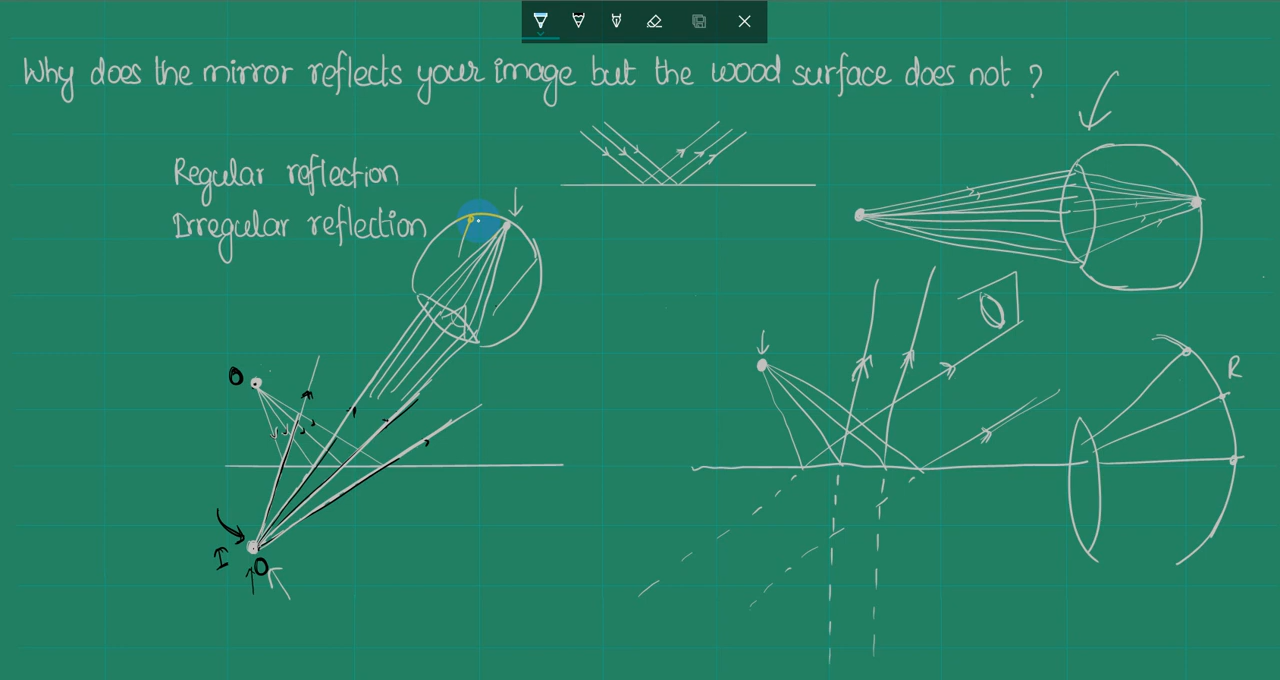 Why does the mirror reflects your image but the wood surface does not ?
Regular reflection
Irregular reflection
O
R
I
O